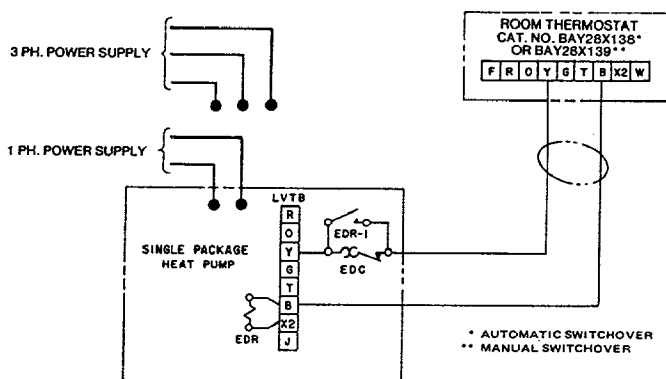 3 PH. POWER SUPPLY
1 PH. POWER SUPPLY
ROOM THERMOSTAT
CAT. NO. BAY28X138*
OR BAY28X139**
F R O Y G T B X2 W
LVTB
R
O
Y
G
T
B
X2
J
SINGLE PACKAGE
HEAT PUMP
EDR-1
EDC
EDR
* AUTOMATIC SWITCHOVER
** MANUAL SWITCHOVER